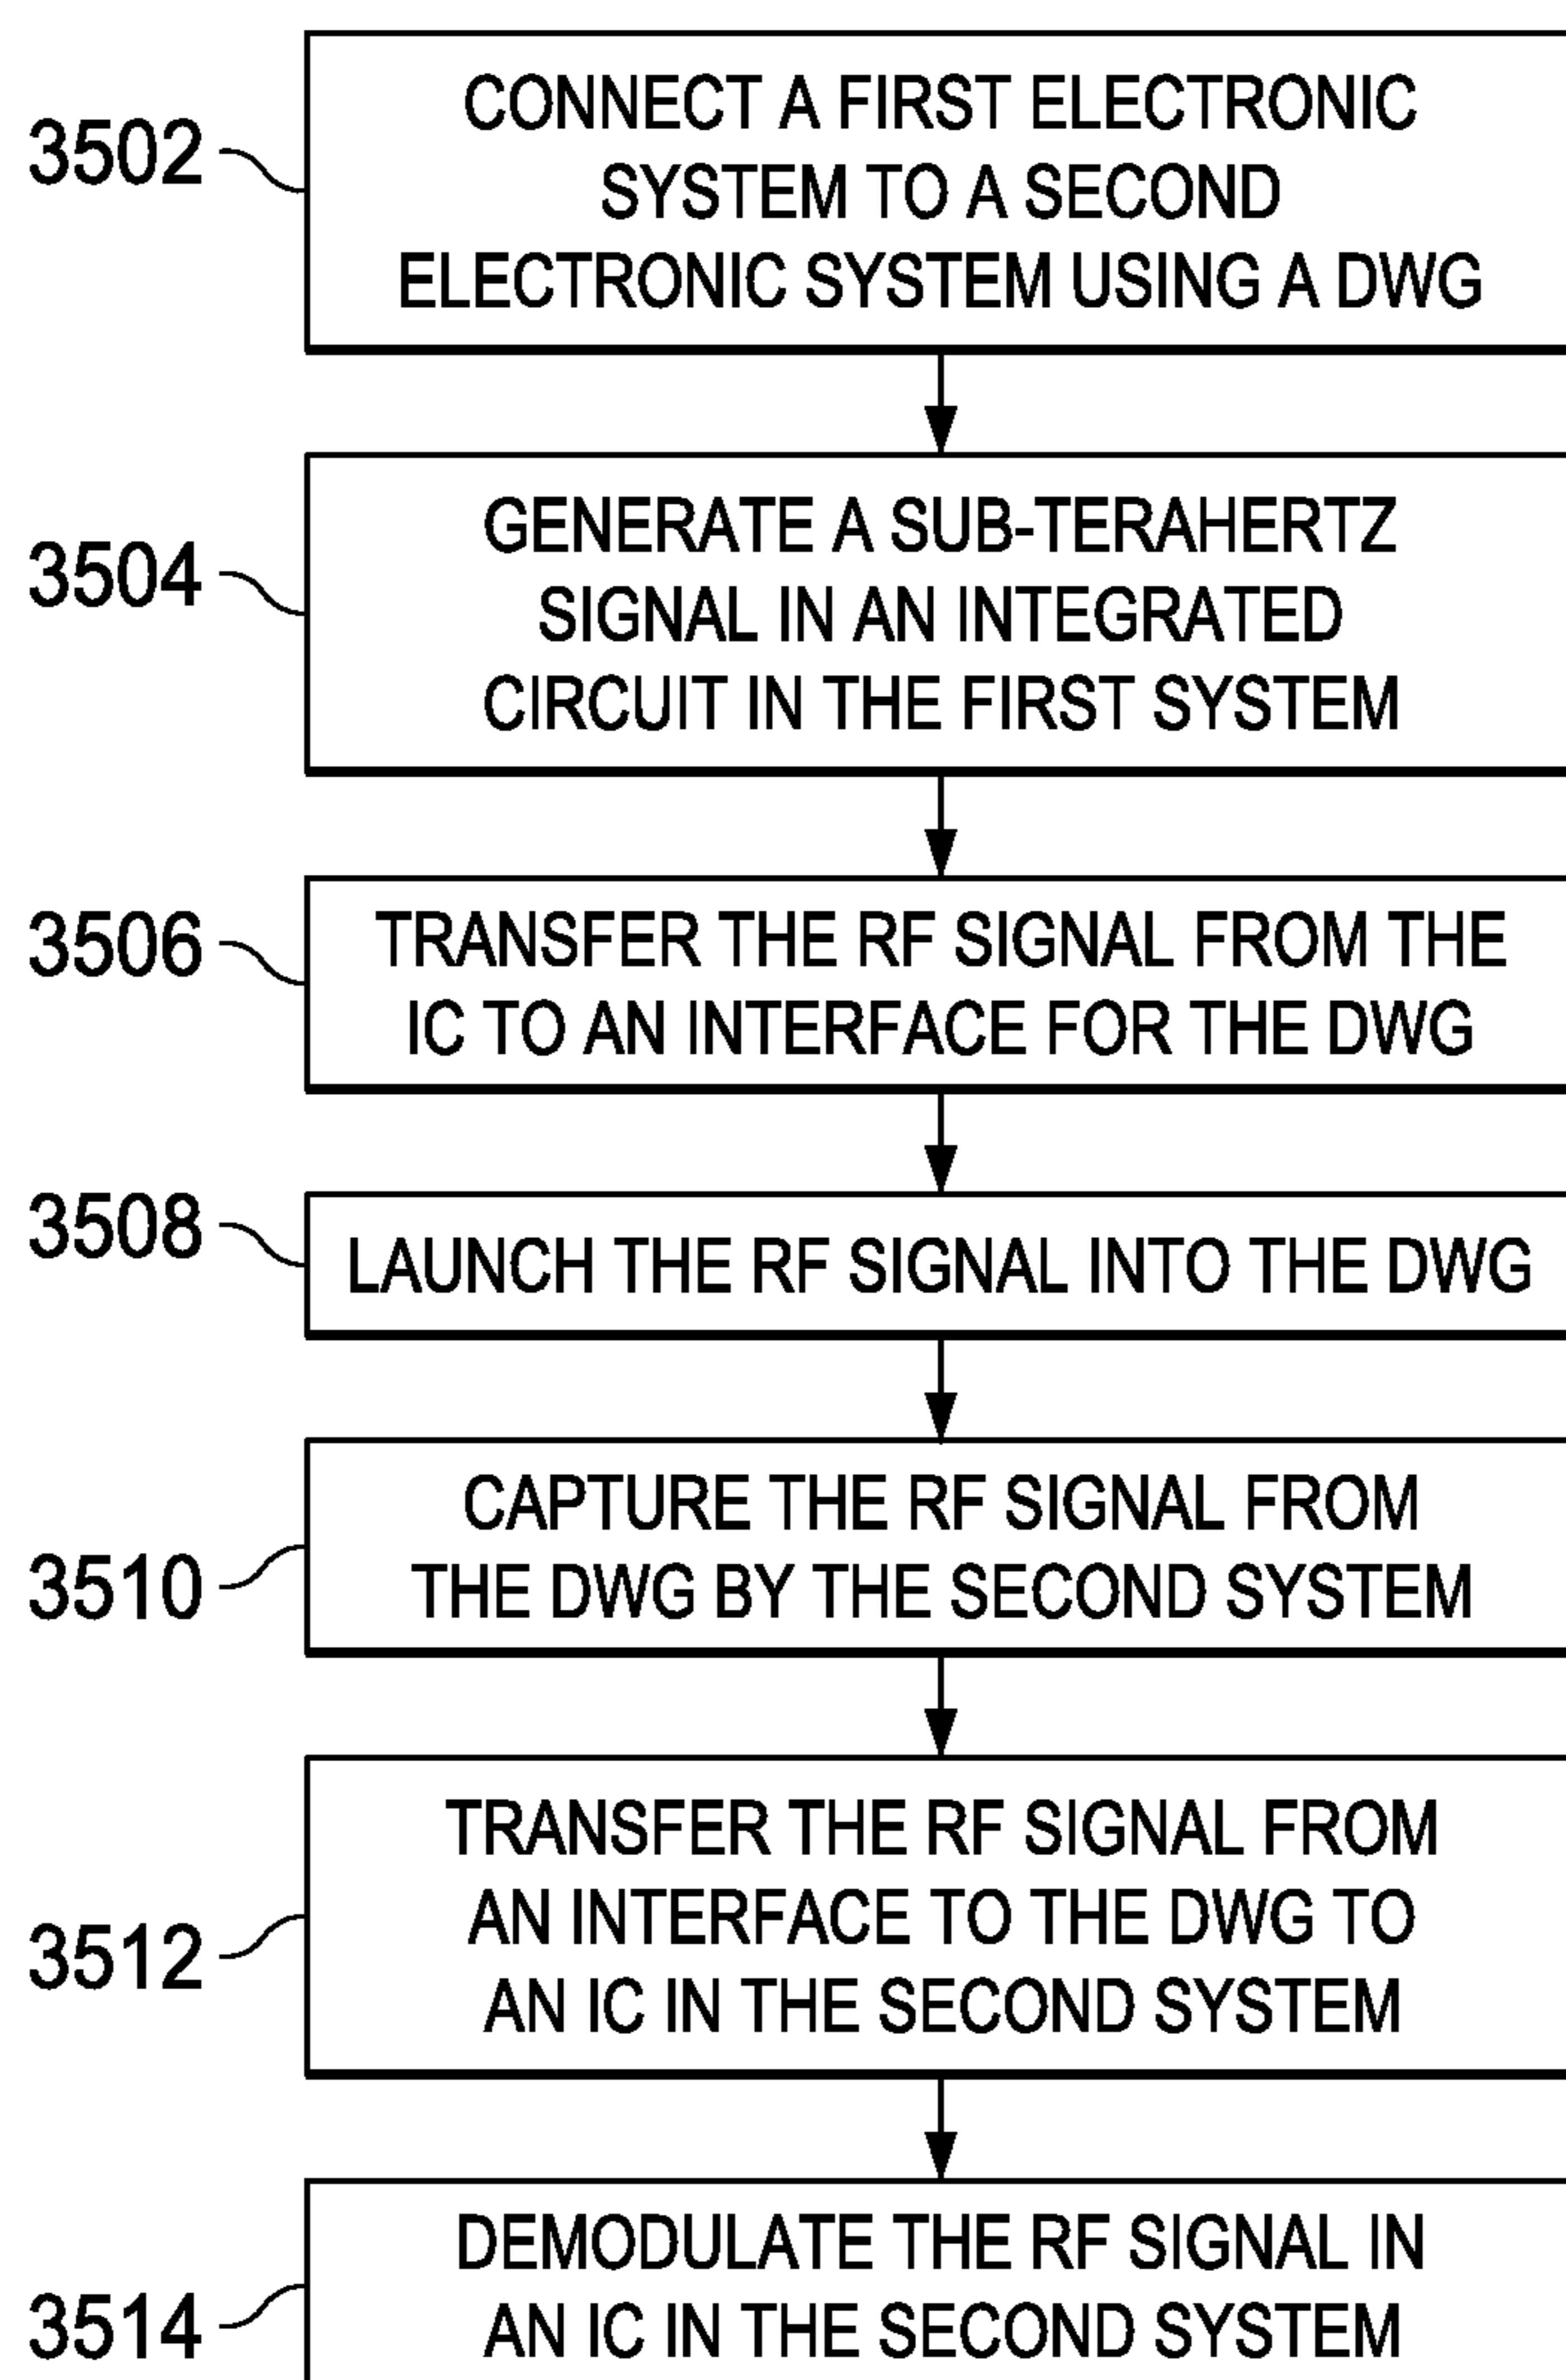 3502
CONNECT A FIRST ELECTRONIC
SYSTEM TO A SECOND
ELECTRONIC SYSTEM USING A DWG
3504
GENERATE A SUB-TERAHERTZ
SIGNAL IN AN INTEGRATED
CIRCUIT IN THE FIRST SYSTEM
3506
TRANSFER THE RF SIGNAL FROM THE
IC TO AN INTERFACE FOR THE DWG
3508
LAUNCH THE RF SIGNAL INTO THE DWG
3510
CAPTURE THE RF SIGNAL FROM
THE DWG BY THE SECOND SYSTEM
3512
TRANSFER THE RF SIGNAL FROM
AN INTERFACE TO THE DWG TO
AN IC IN THE SECOND SYSTEM
3514
DEMODULATE THE RF SIGNAL IN
AN IC IN THE SECOND SYSTEM